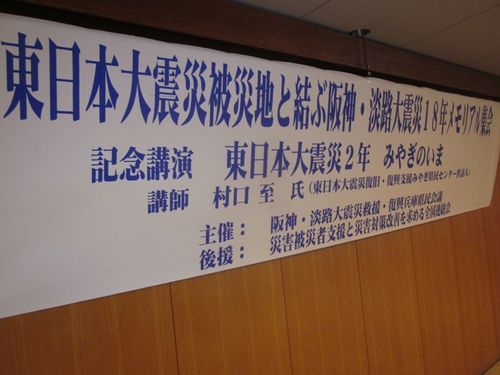 東日本大震災被災地と結ぶ阪神・淡路大震災18年メモリアル集会
記念講演 東日本大震災2年 みやぎのいま
講師 村口 至 氏(東日本大震災復旧・復興支援みやぎ県民センター世話人)
主催: 阪神・淡路大震災救援・復興兵庫県民会議
後援: 災害被災者支援と災害対策改善を求める全国連絡会